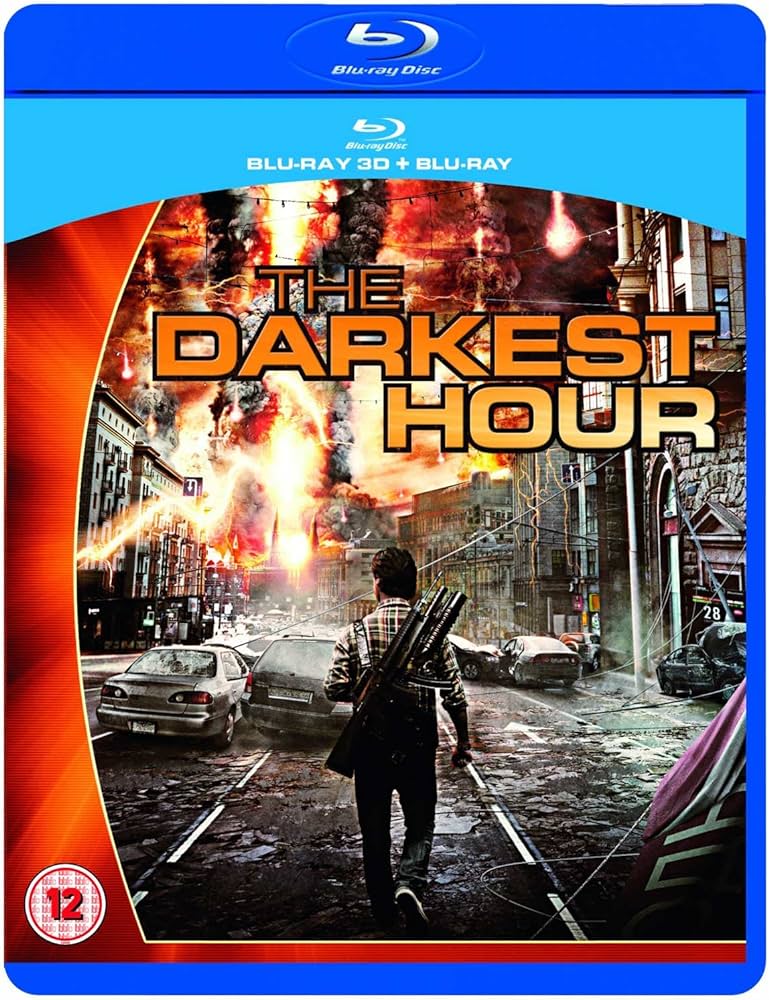 Blu-ray Disc
Blu-ray Disc
BLU-RAY 3D + BLU-RAY
THE
DARKEST
HOUR
28
12